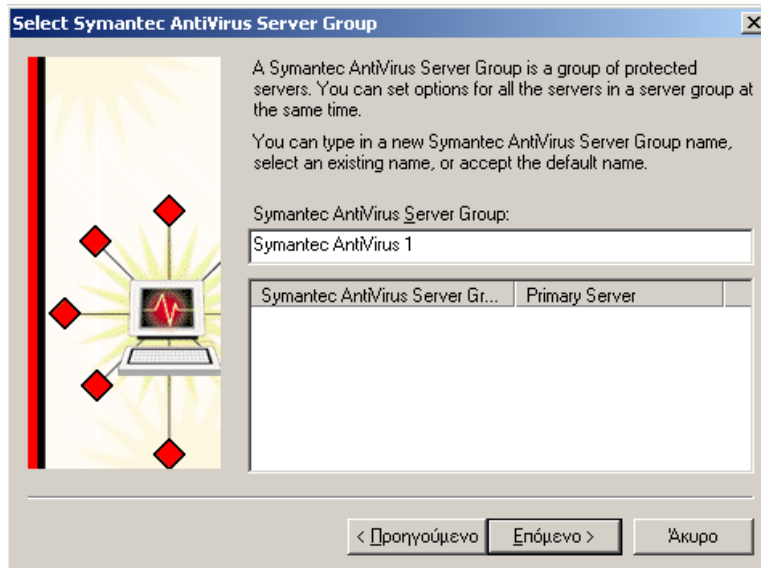 Select Symantec AntiVirus Server Group
A Symantec AntiVirus Server Group is a group of protected
servers. You can set options for all the servers in a server group at
the same time.
You can type in a new Symantec AntiVirus Server Group name,
select an existing name, or accept the default name.
Symantec AntiVirus Server Group:
Symantec AntiVirus 1
Symantec AntiVirus Server Gr... Primary Server
< Προηγούμενο Επόμενο > Άκυρο